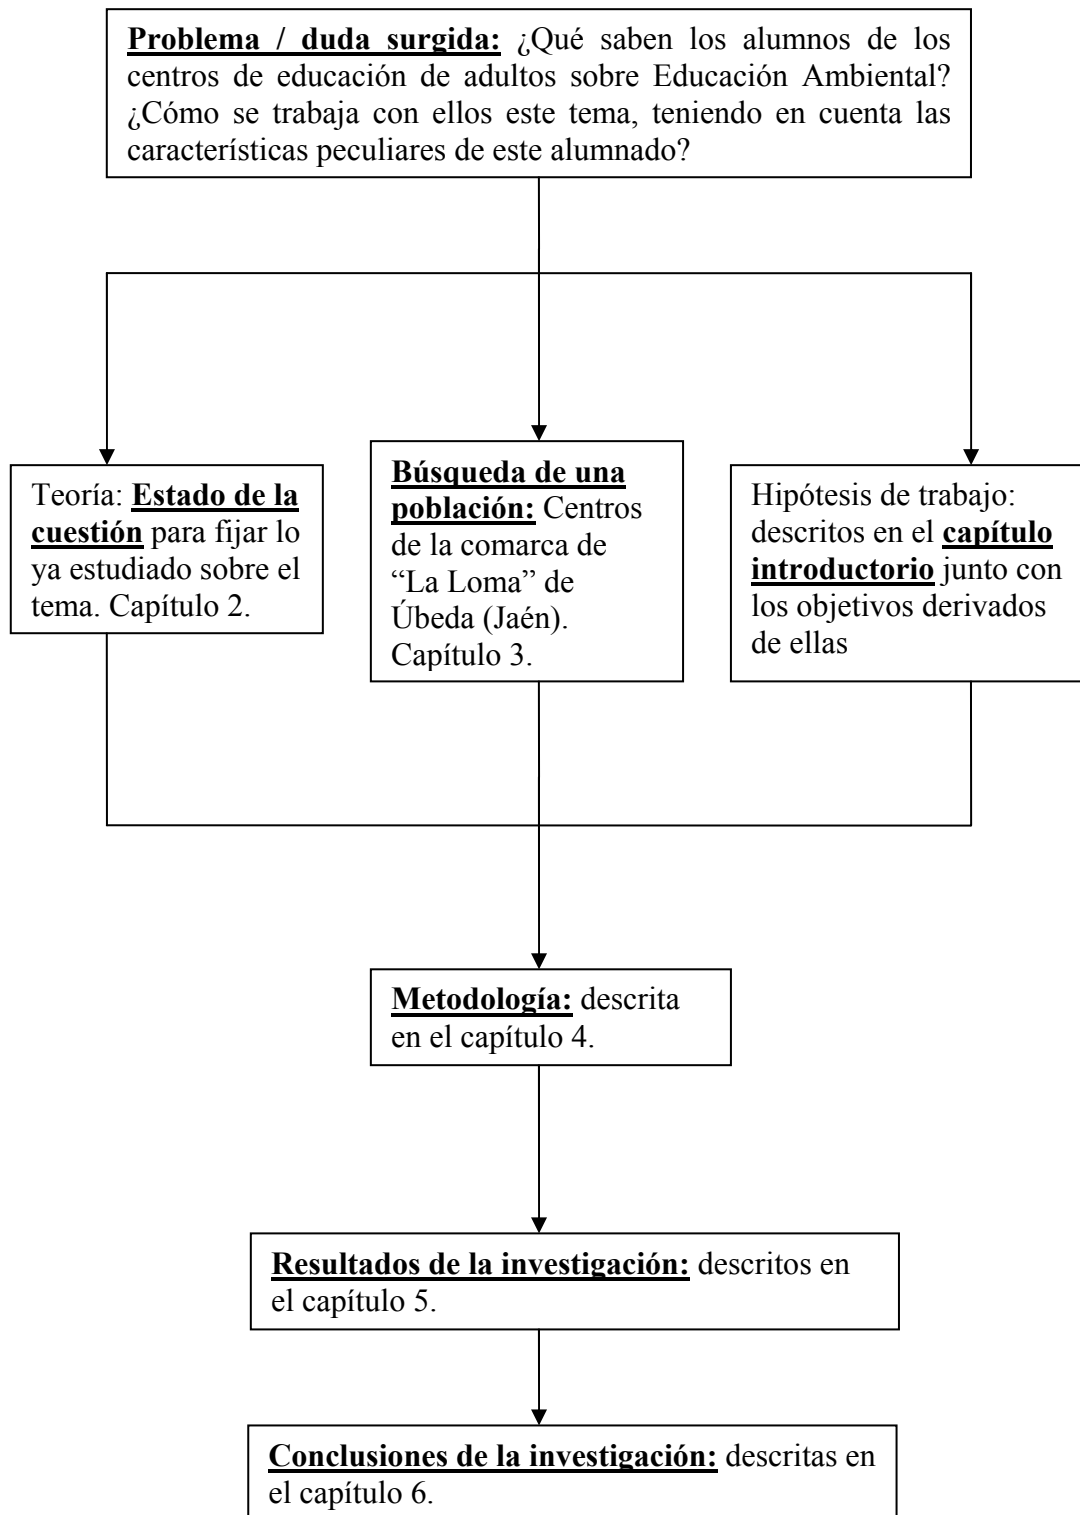 Problema / duda surgida: ¿Qué saben los alumnos de los
centros de educación de adultos sobre Educación Ambiental?
¿Cómo se trabaja con ellos este tema, teniendo en cuenta las
características peculiares de este alumnado?
Teoría: Estado de la
cuestión para fijar lo
ya estudiado sobre el
tema. Capítulo 2.
Búsqueda de una
población: Centros
de la comarca de
“La Loma” de
Úbeda (Jaén).
Capítulo 3.
Hipótesis de trabajo:
descritos en el capítulo
introductorio junto con
los objetivos derivados
de ellas
Metodología: descrita
en el capítulo 4.
Resultados de la investigación: descritos en
el capítulo 5.
Conclusiones de la investigación: descritas en
el capítulo 6.